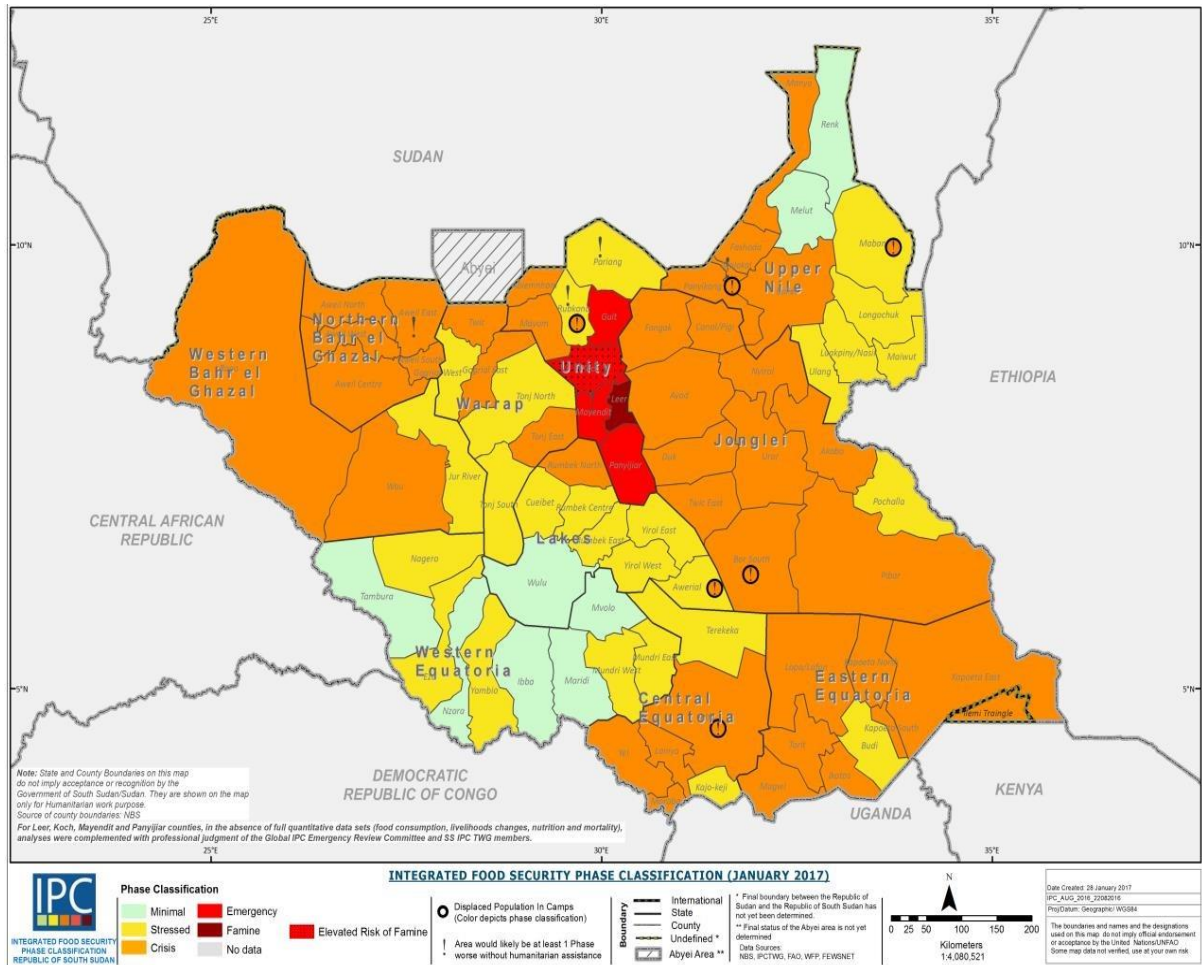 25°E
30°E
35°E
10°N
10°N
5°N
5°N
SUDAN
ETHIOPIA
CENTRAL AFRICAN
REPUBLIC
DEMOCRATIC
REPUBLIC OF CONGO
UGANDA
KENYA
Abyei
Renk
Melut
Upper
Nile
Fashoda
Maban
Longochuk
Maiwut
Luakpiny/Nasir
Ulang
Pariang
Rubkona
Guit
Mayom
Unity
Leer
Mayendit
Panyijiar
Fangak
Canal/Pigi
Nyirol
Ayod
Jonglei
Duk
Uror
Akobo
Pochalla
Twic East
Bor South
Pibor
Northern
Bahr el
Ghazal
Aweil North
Aweil East
Aweil South
Aweil Centre
Western
Bahr el
Ghazal
Wau
Jur River
Twic
Gogrial West
Gogrial East
Warrap
Tonj North
Tonj East
Tonj South
Rumbek North
Cueibet
Rumbek Centre
Rumbek East
Lakes
Yirol East
Yirol West
Awerial
Wulu
Mvolo
Nagero
Tambura
Western
Equatoria
Ezo
Nzara
Yambio
Ibba
Maridi
Mundri West
Mundri East
Terekeka
Central
Equatoria
Yei
Lainya
Kajo-keji
Eastern
Equatoria
Lopa/Lafon
Kapoeta North
Kapoeta East
Kapoeta South
Torit
Budi
Ikotos
Magwi
Ilemi Traingle
Note: State and County Boundaries on this map
do not imply acceptance or recognition by the
Government of South Sudan/Sudan. They are shown on the map
only for Humanitarian work purpose.
Source of county boundaries: NBS
For Leer, Koch, Mayendit and Panyijiar counties, in the absence of full quantitative data sets (food consumption, livelihoods changes, nutrition and mortality),
analyses were complemented with professional judgment of the Global IPC Emergency Review Committee and SS IPC TWG members.
25°E
30°E
35°E
INTEGRATED FOOD SECURITY PHASE CLASSIFICATION (JANUARY 2017)
IPC
INTEGRATED FOOD SECURITY
PHASE CLASSIFICATION
REPUBLIC OF SOUTH SUDAN
Phase Classification
Minimal
Stressed
Crisis
Emergency
Famine
No data
Elevated Risk of Famine
Displaced Population In Camps
(Color depicts phase classification)
! Area would likely be at least 1 Phase
worse without humanitarian assistance
Boundary
International
State
County
Undefined *
Abyei Area **
* Final boundary between the Republic of
Sudan and the Republic of South Sudan has
not yet been determined.
** Final status of the Abyei area is not yet
determined
Data Sources:
NBS, IPCTWG, FAO, WFP, FEWSNET
N
0 25 50 100 150 200
Kilometers
1:4,080,521
Date Created: 28 January 2017
IPC_AUG_2016_22082016
Proj/Datum: Geographic/ WGS84
The boundaries and names and the designations
used on this map do not imply official endorsement
or acceptance by the United Nations/UNFAO
Some map data not verified, use at your own risk